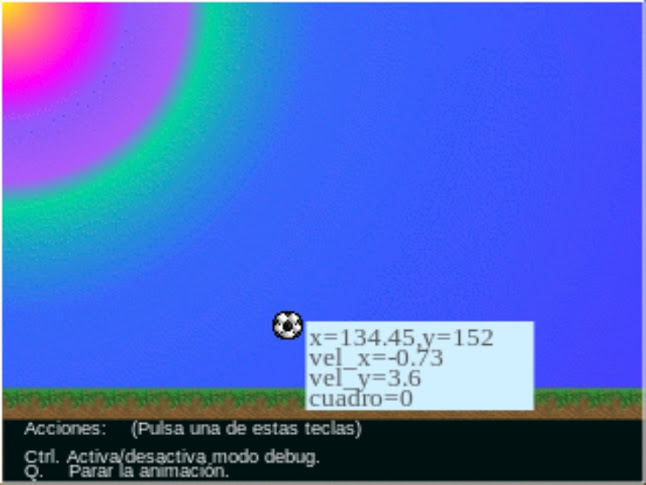 x=134.45,y=152
vel_x=-0.73
vel_y=3.6
cuadro=0
Acciones: (Pulsa una de estas teclas)
Ctrl. Activa/desactiva modo debug.
Q. Parar la animación.